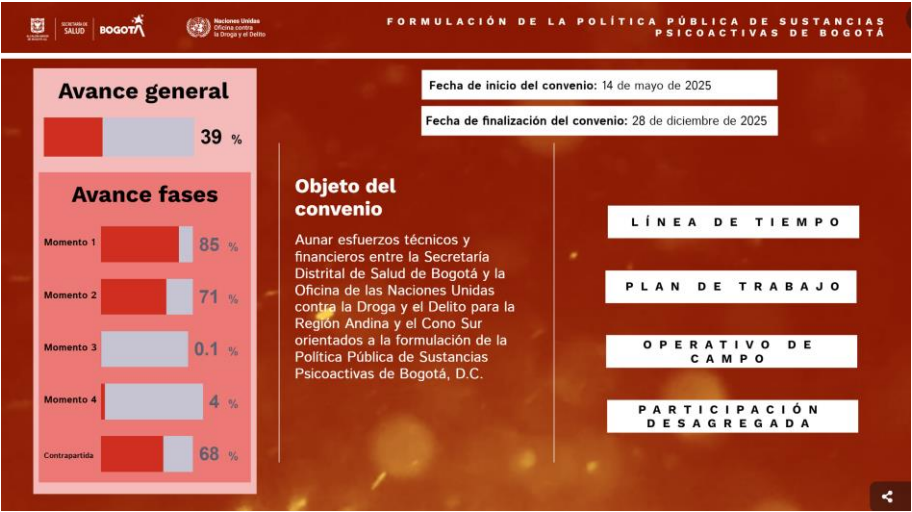 SECRETARÍA DE
SALUD
BOGOTÁ
Naciones Unidas
Oficina contra
la Droga y el Delito
FORMULACIÓN DE LA POLÍTICA PÚBLICA DE SUSTANCIAS
PSICOACTIVAS DE BOGOTÁ
Avance general
39 %
Avance fases
Momento 1
85 %
Momento 2
71 %
Momento 3
0.1 %
Momento 4
4 %
Contrapartida
68 %
Fecha de inicio del convenio: 14 de mayo de 2025
Fecha de finalización del convenio: 28 de diciembre de 2025
Objeto del
convenio
Aunar esfuerzos técnicos y
financieros entre la Secretaría
Distrital de Salud de Bogotá y la
Oficina de las Naciones Unidas
contra la Droga y el Delito para la
Región Andina y el Cono Sur
orientados a la formulación de la
Política Pública de Sustancias
Psicoactivas de Bogotá, D.C.
LÍNEA DE TIEMPO
PLAN DE TRABAJO
OPERATIVO DE
CAMPO
PARTICIPACIÓN
DESAGREGADA